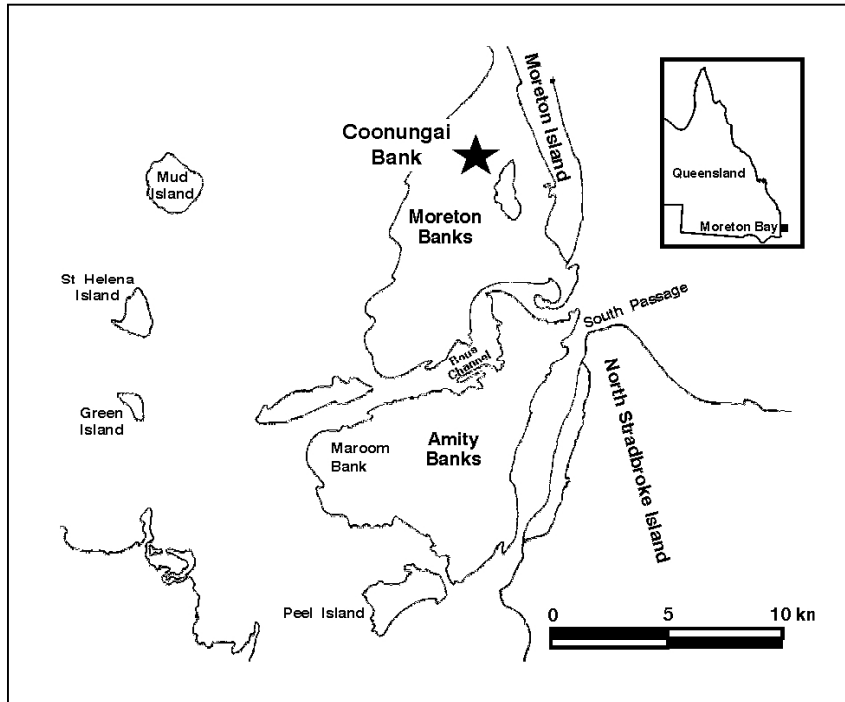 Moreton Island
Coonungai
Bank
Mud
Island
Moreton
Banks
Queensland
Moreton Bay
St Helena
Island
South Passage
Rous
Channel
Green
Island
Maroom
Bank
Amity
Banks
North Stradbroke Island
Peel Island
0 5 10 kn